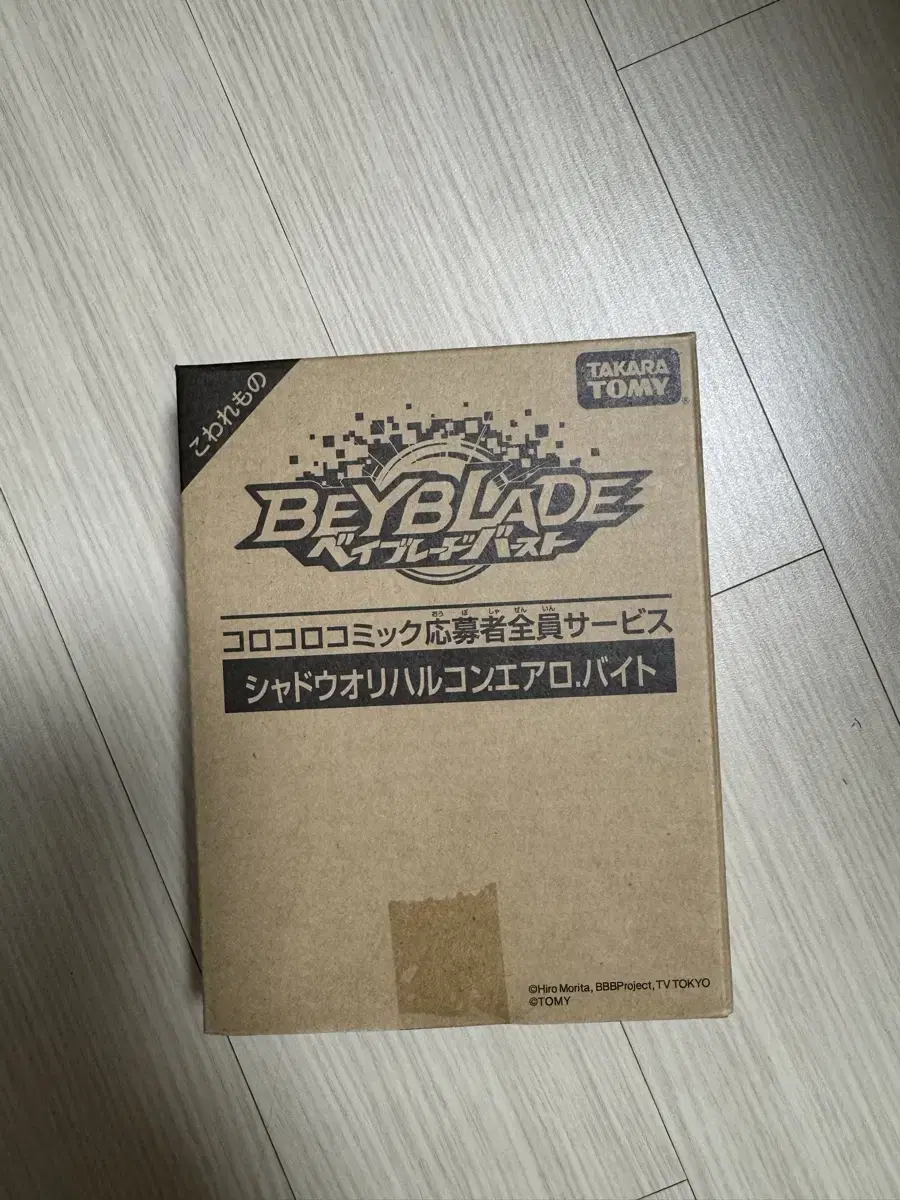 こわれもの
TAKARA
TOMY
BEYBLADE
ベイブレードバースト
コロコロコミック応募者全員サービス
おうぼしゃぜんいん
シャドウオリハルコン.エアロ.バイト
©Hiro Morita, BBBProject, TV TOKYO
©TOMY